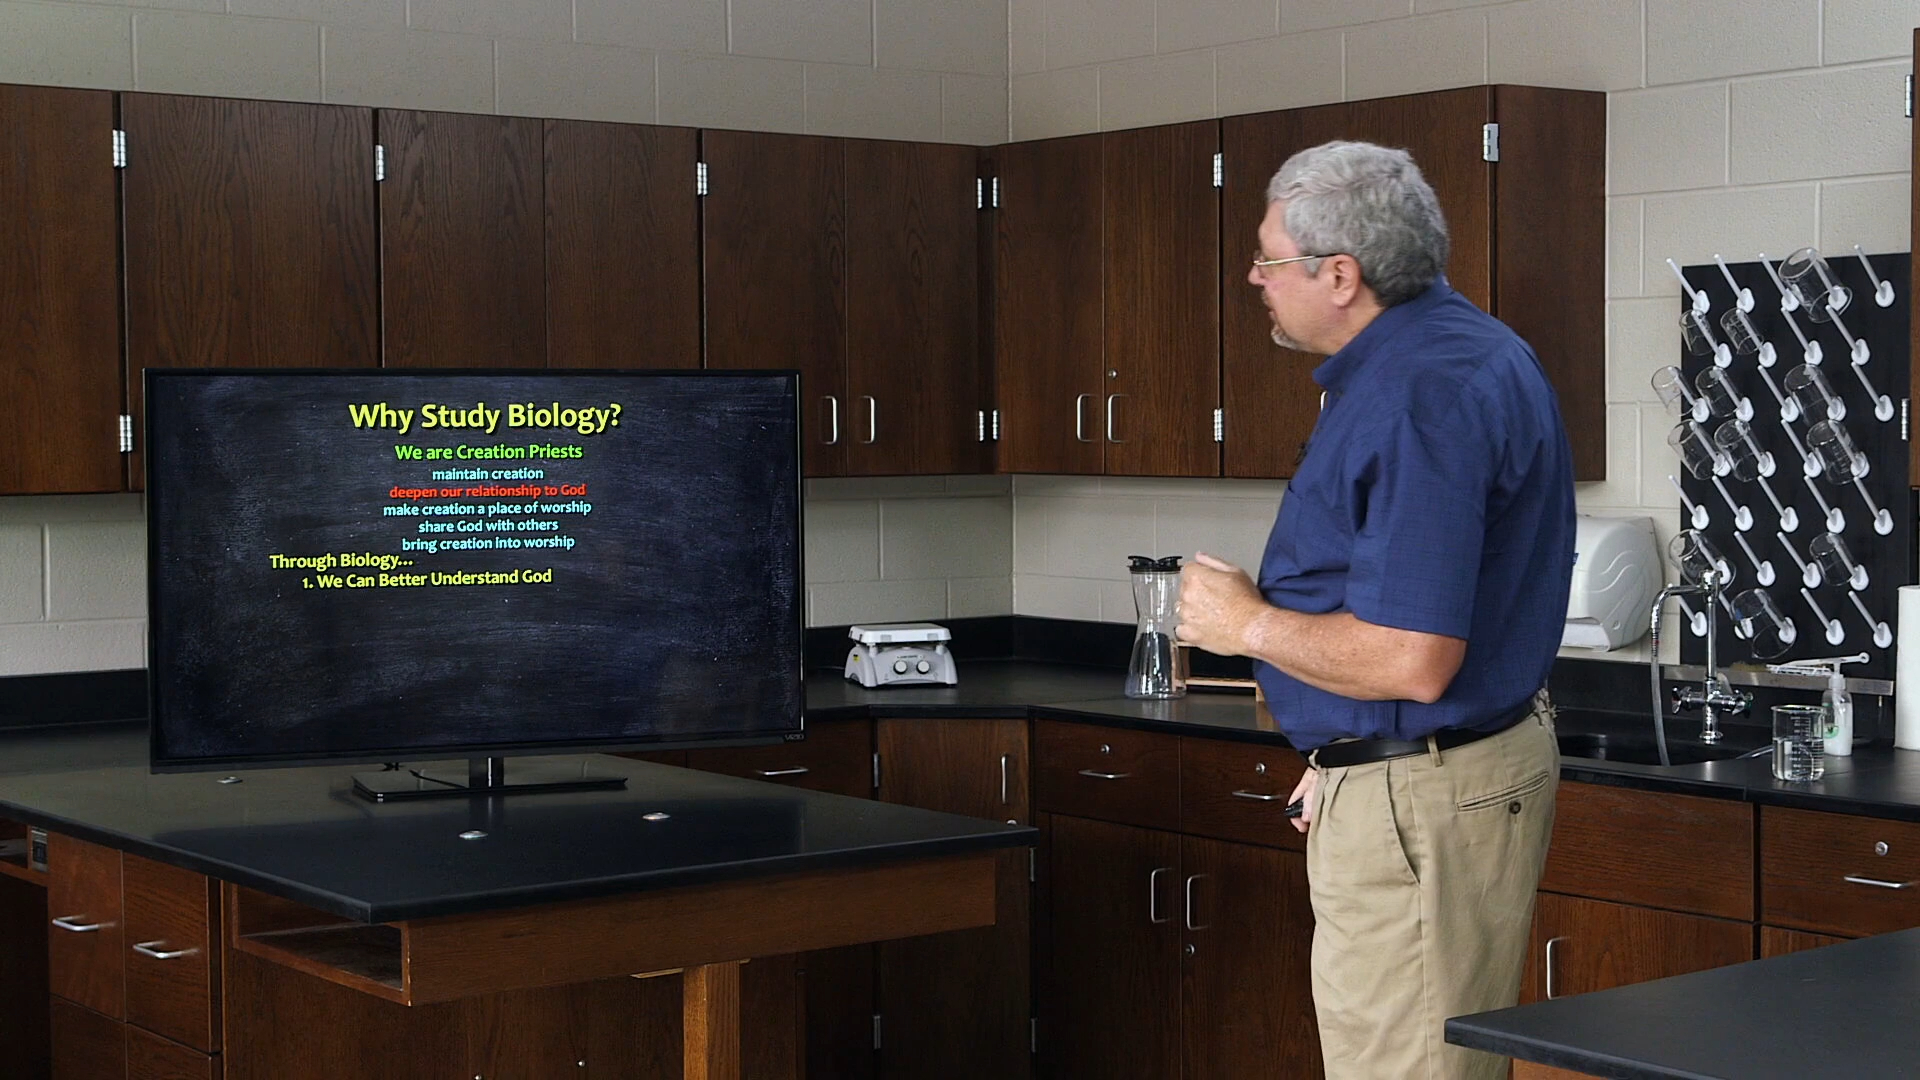 Why Study Biology?
We are Creation Priests
maintain creation
deepen our relationship to God
make creation a place of worship
share God with others
bring creation into worship
Through Biology...
1. We Can Better Understand God
VIZIO